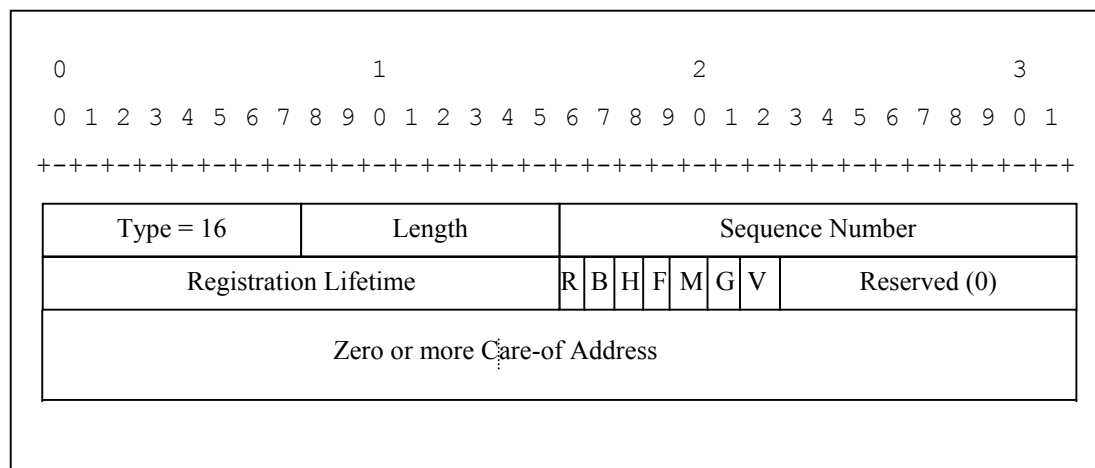 0 1 2 3
0 1 2 3 4 5 6 7 8 9 0 1 2 3 4 5 6 7 8 9 0 1 2 3 4 5 6 7 8 9 0 1
+-+-+-+-+-+-+-+-+-+-+-+-+-+-+-+-+-+-+-+-+-+-+-+-+-+-+-+-+-+-+-+-+
Type = 16 Length Sequence Number
Registration Lifetime R B H F M G V Reserved (0)
Zero or more Care-of Address